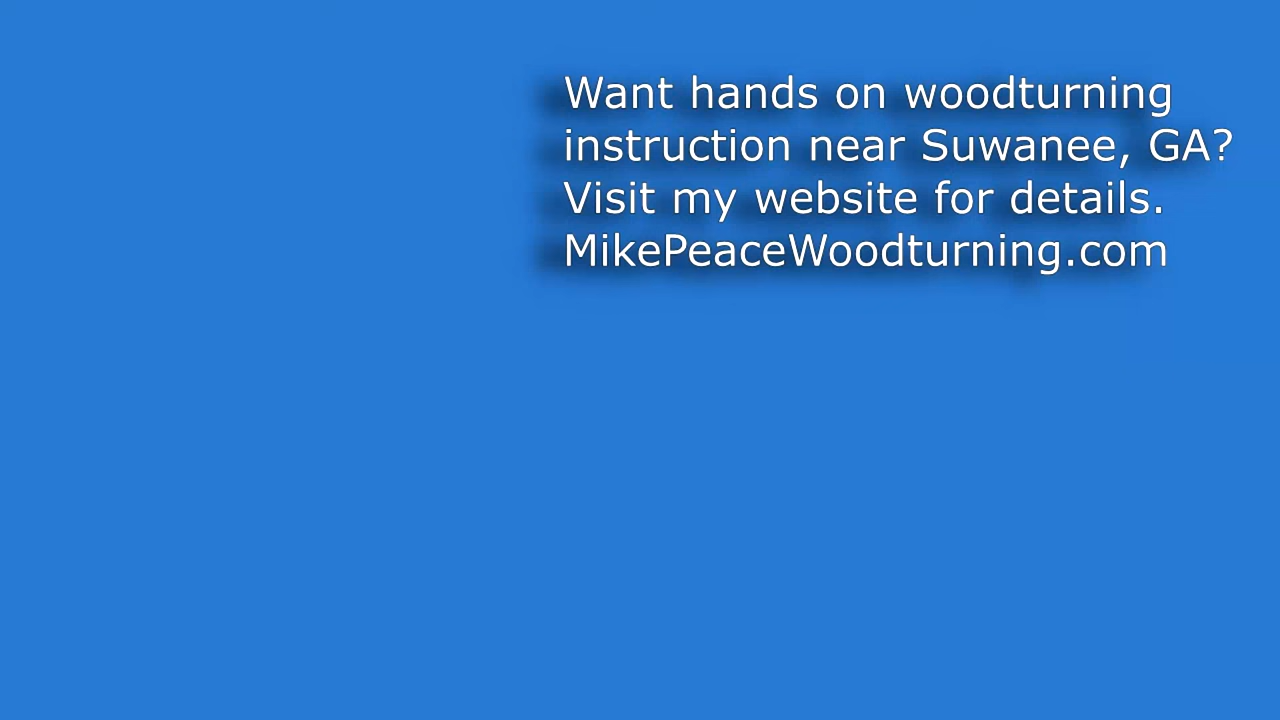 Want hands on woodturning
instruction near Suwanee, GA?
Visit my website for details.
MikePeaceWoodturning.com